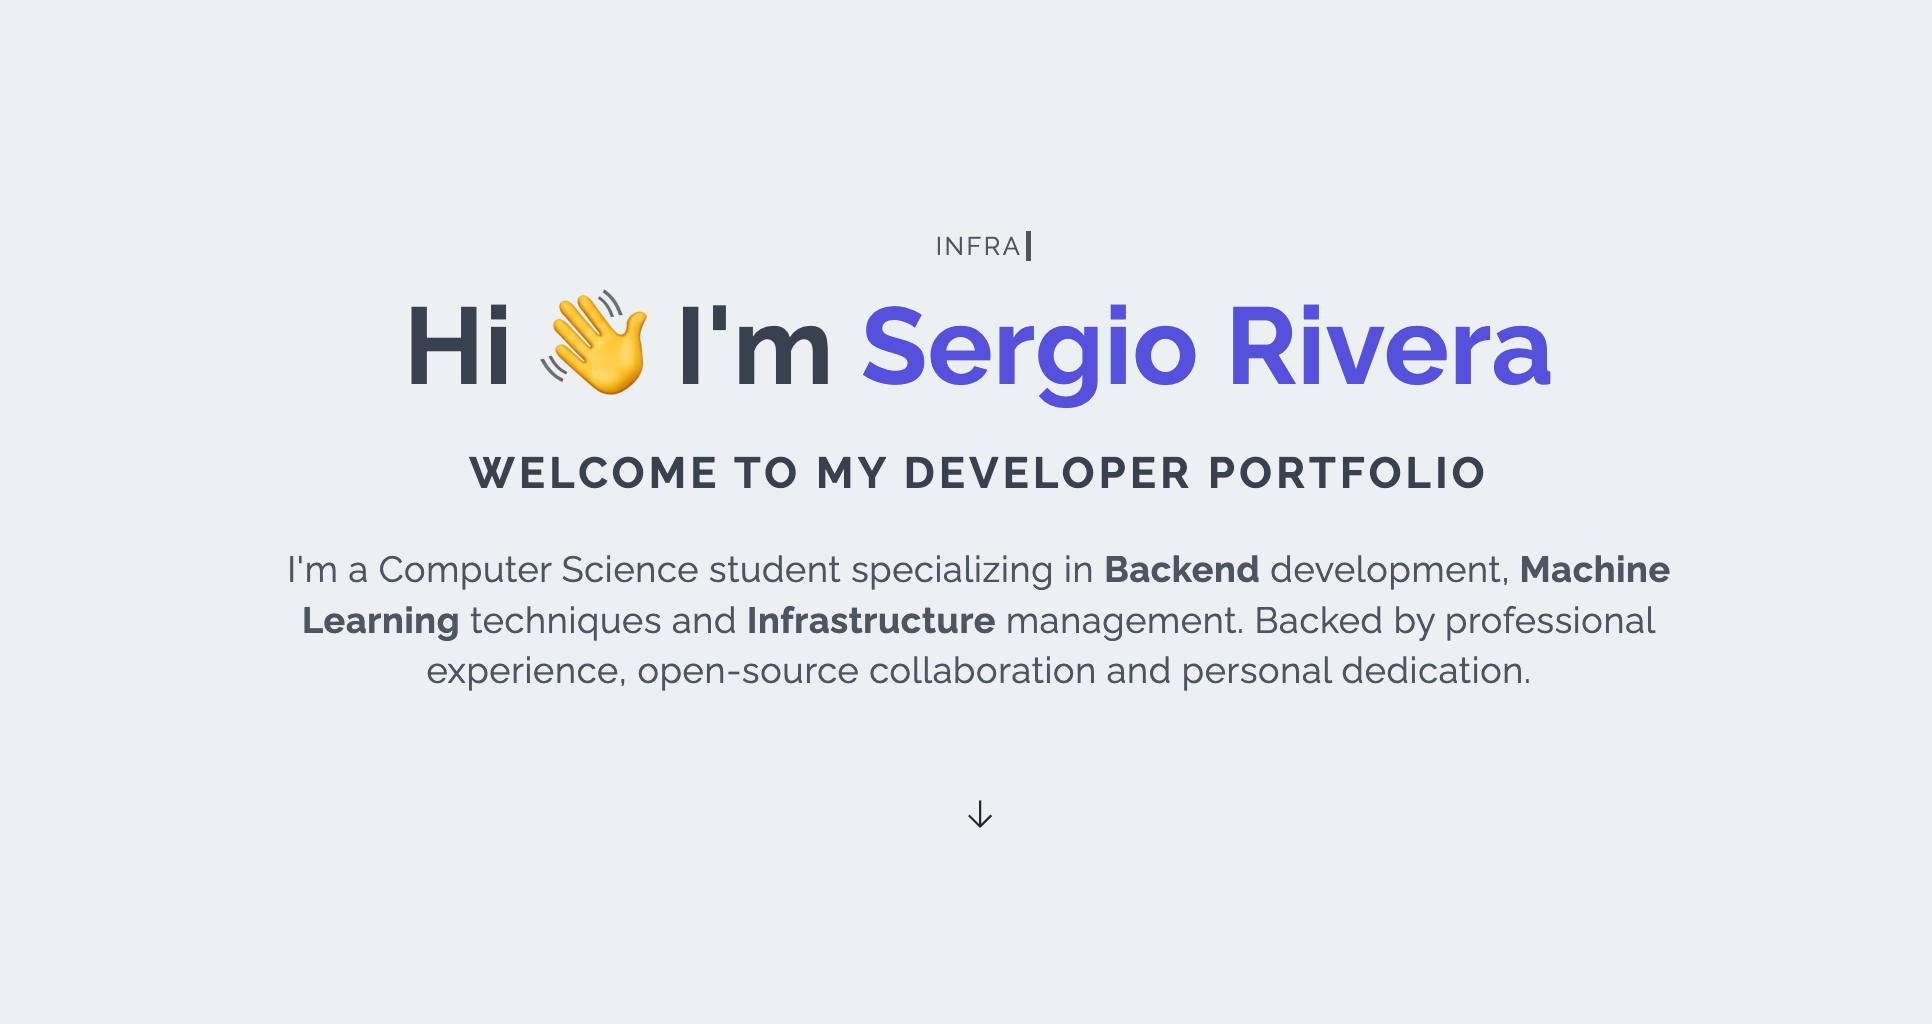 INFRA
Hi 👋 I'm Sergio Rivera
WELCOME TO MY DEVELOPER PORTFOLIO
I'm a Computer Science student specializing in Backend development, Machine
Learning techniques and Infrastructure management. Backed by professional
experience, open-source collaboration and personal dedication.